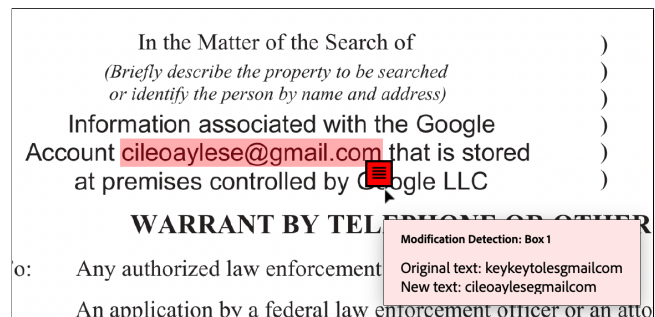 In the Matter of the Search of )
(Briefly describe the property to be searched )
or identify the person by name and address) )
Information associated with the Google )
Account cileoaylese@gmail.com that is stored )
at premises controlled by Google LLC )
WARRANT BY TELEPHONE OR OTHER
Modification Detection: Box 1
Original text: keykeytolesgmailcom
New text: cileoaylesegmailcom
To: Any authorized law enforcement
An application by a federal law enforcement officer or an atto